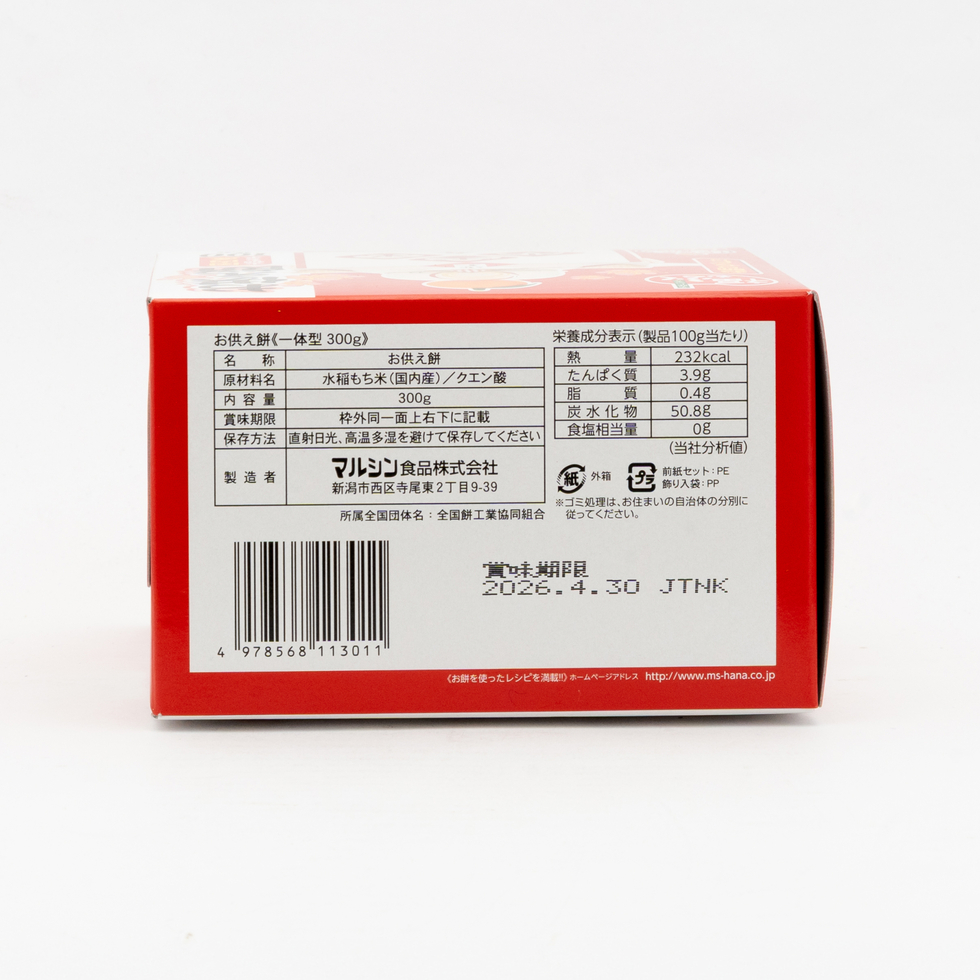 お供え餅《一体型 300g》
名称 お供え餅
原材料名 水稲もち米(国内産)/クエン酸
内容量 300g
賞味期限 枠外同一面上右下に記載
保存方法 直射日光、高温多湿を避けて保存してください
製造者 マルシン食品株式会社
新潟市西区寺尾東2丁目9-39
所属全国団体名:全国餅工業協同組合
栄養成分表示(製品100g当たり)
熱量 232kcal
たんぱく質 3.9g
脂質 0.4g
炭水化物 50.8g
食塩相当量 0g
(当社分析値)
紙 外箱
プラ 前紙セット:PE
飾り入袋:PP
※ゴミ処理は、お住まいの自治体の分別に
従ってください。
賞味期限
2026.4.30 JTNK
4 978568 113011
《お餅を使ったレシピを満載!!》ホームページアドレス http://www.ms-hana.co.jp